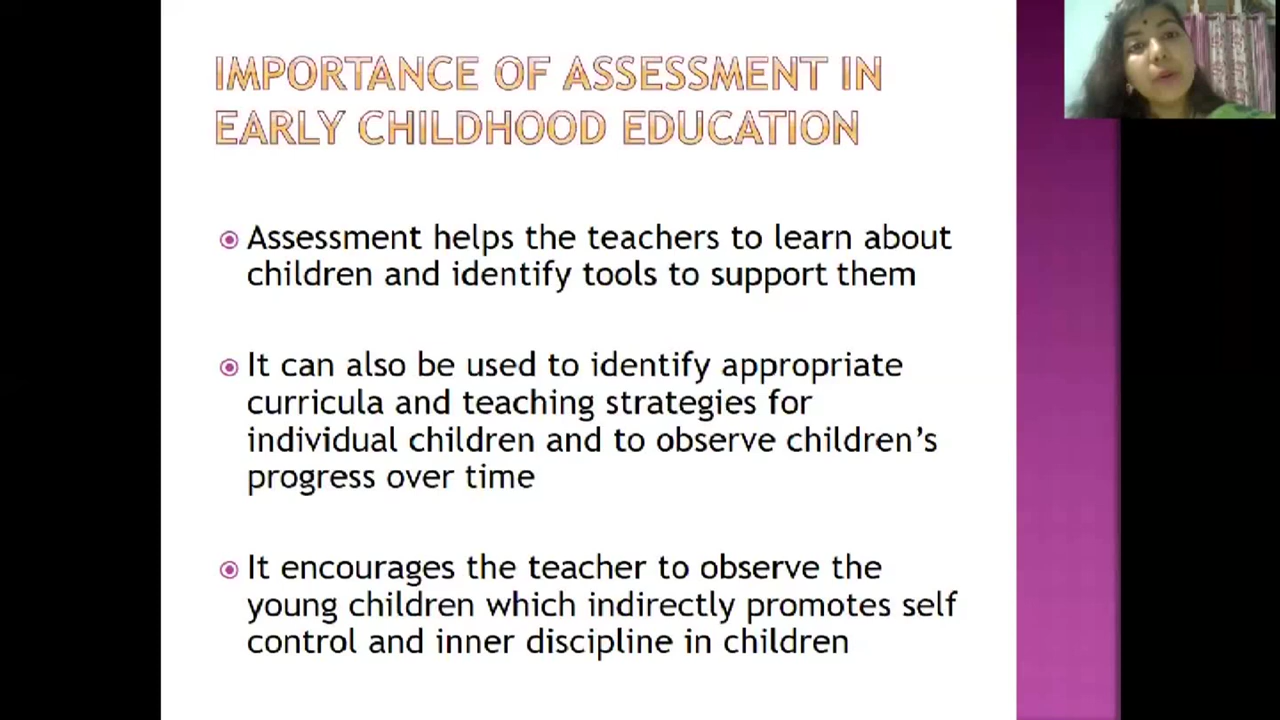 IMPORTANCE OF ASSESSMENT IN
EARLY CHILDHOOD EDUCATION
Assessment helps the teachers to learn about
children and identify tools to support them
It can also be used to identify appropriate
curricula and teaching strategies for
individual children and to observe children’s
progress over time
It encourages the teacher to observe the
young children which indirectly promotes self
control and inner discipline in children